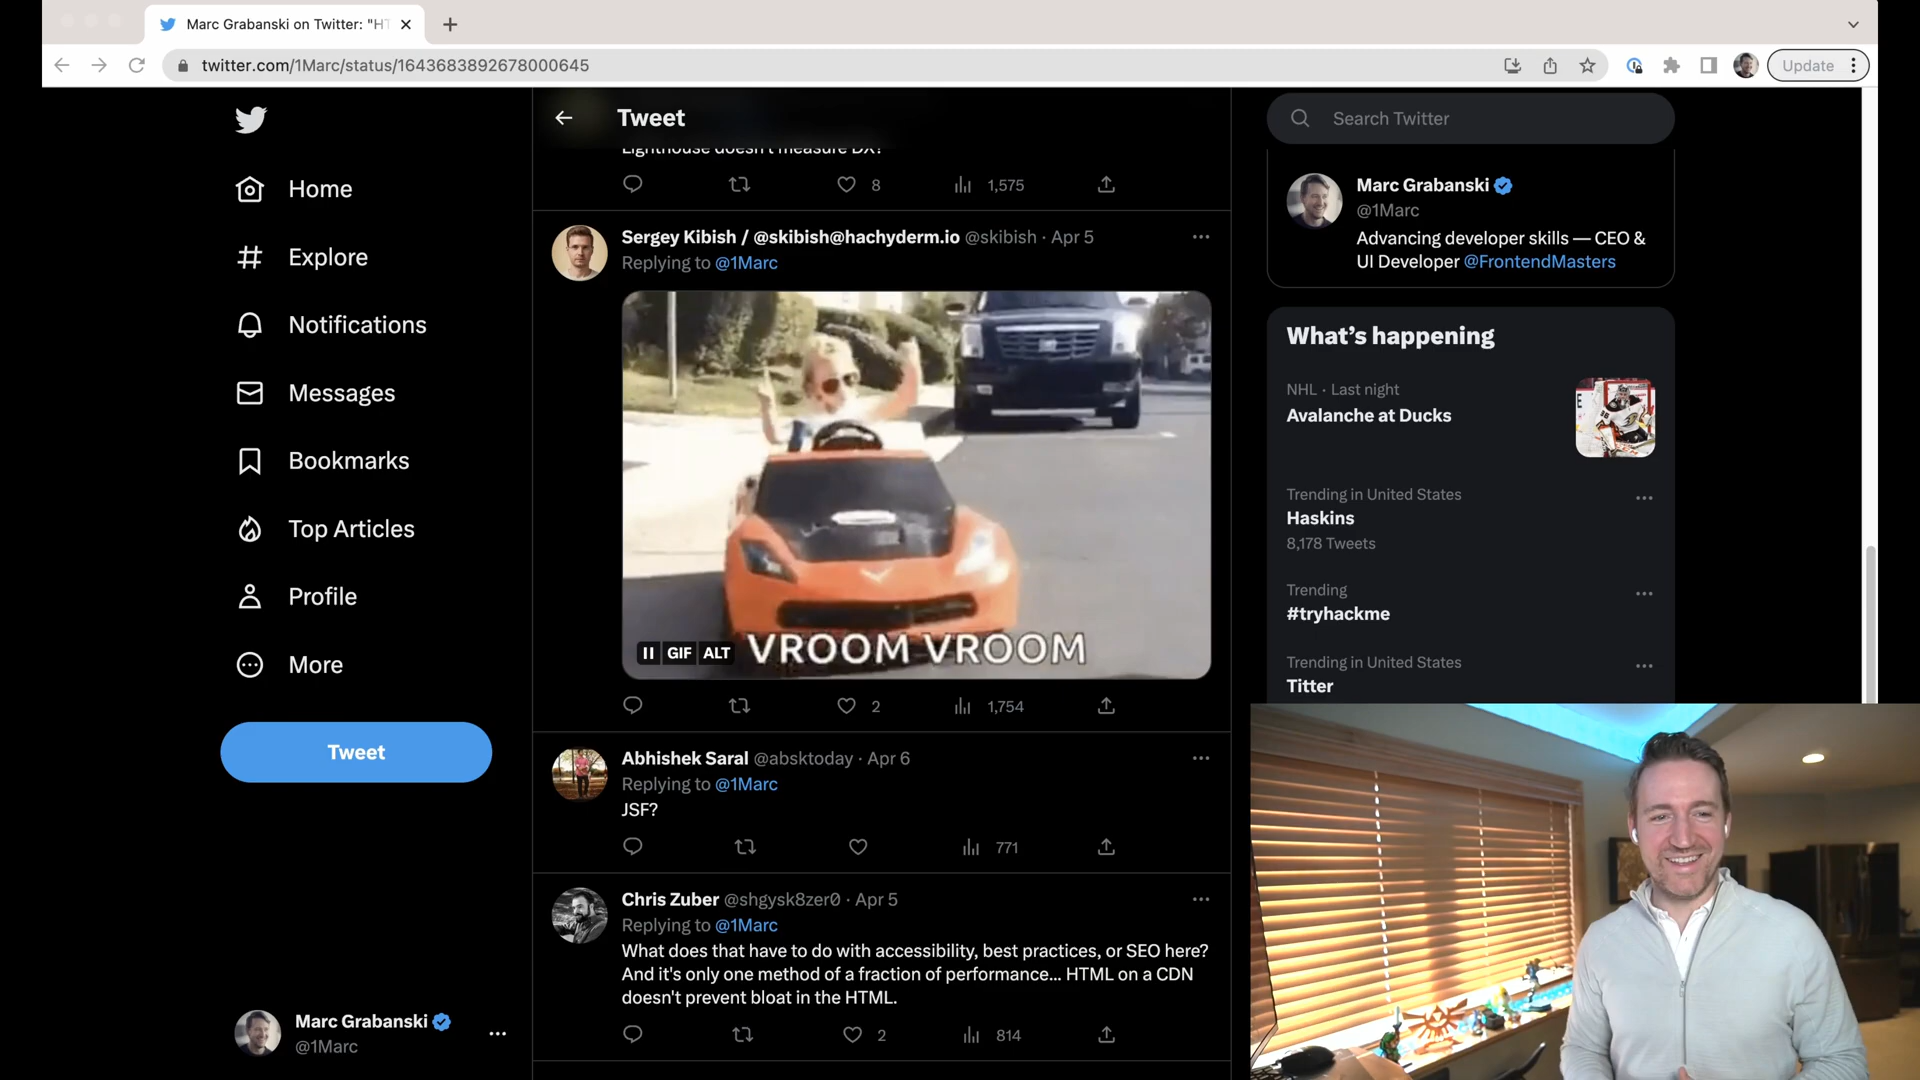 Marc Grabanski on Twitter: "HT
twitter.com/1Marc/status/1643683892678000645
Update
Home
Explore
Notifications
Messages
Bookmarks
Top Articles
Profile
More
Tweet
Marc Grabanski
@1Marc
Tweet
Lighthouse doesn't measure DX?
8
1,575
Sergey Kibish / @skibish@hachyderm.io @skibish · Apr 5
Replying to @1Marc
GIF ALT
VROOM VROOM
2
1,754
Abhishek Saral @absktoday · Apr 6
Replying to @1Marc
JSF?
771
Chris Zuber @shgysk8zer0 · Apr 5
Replying to @1Marc
What does that have to do with accessibility, best practices, or SEO here?
And it's only one method of a fraction of performance... HTML on a CDN
doesn't prevent bloat in the HTML.
2
814
Search Twitter
Marc Grabanski
@1Marc
Advancing developer skills — CEO &
UI Developer @FrontendMasters
What's happening
NHL · Last night
Avalanche at Ducks
Trending in United States
Haskins
8,178 Tweets
Trending
#tryhackme
Trending in United States
Titter